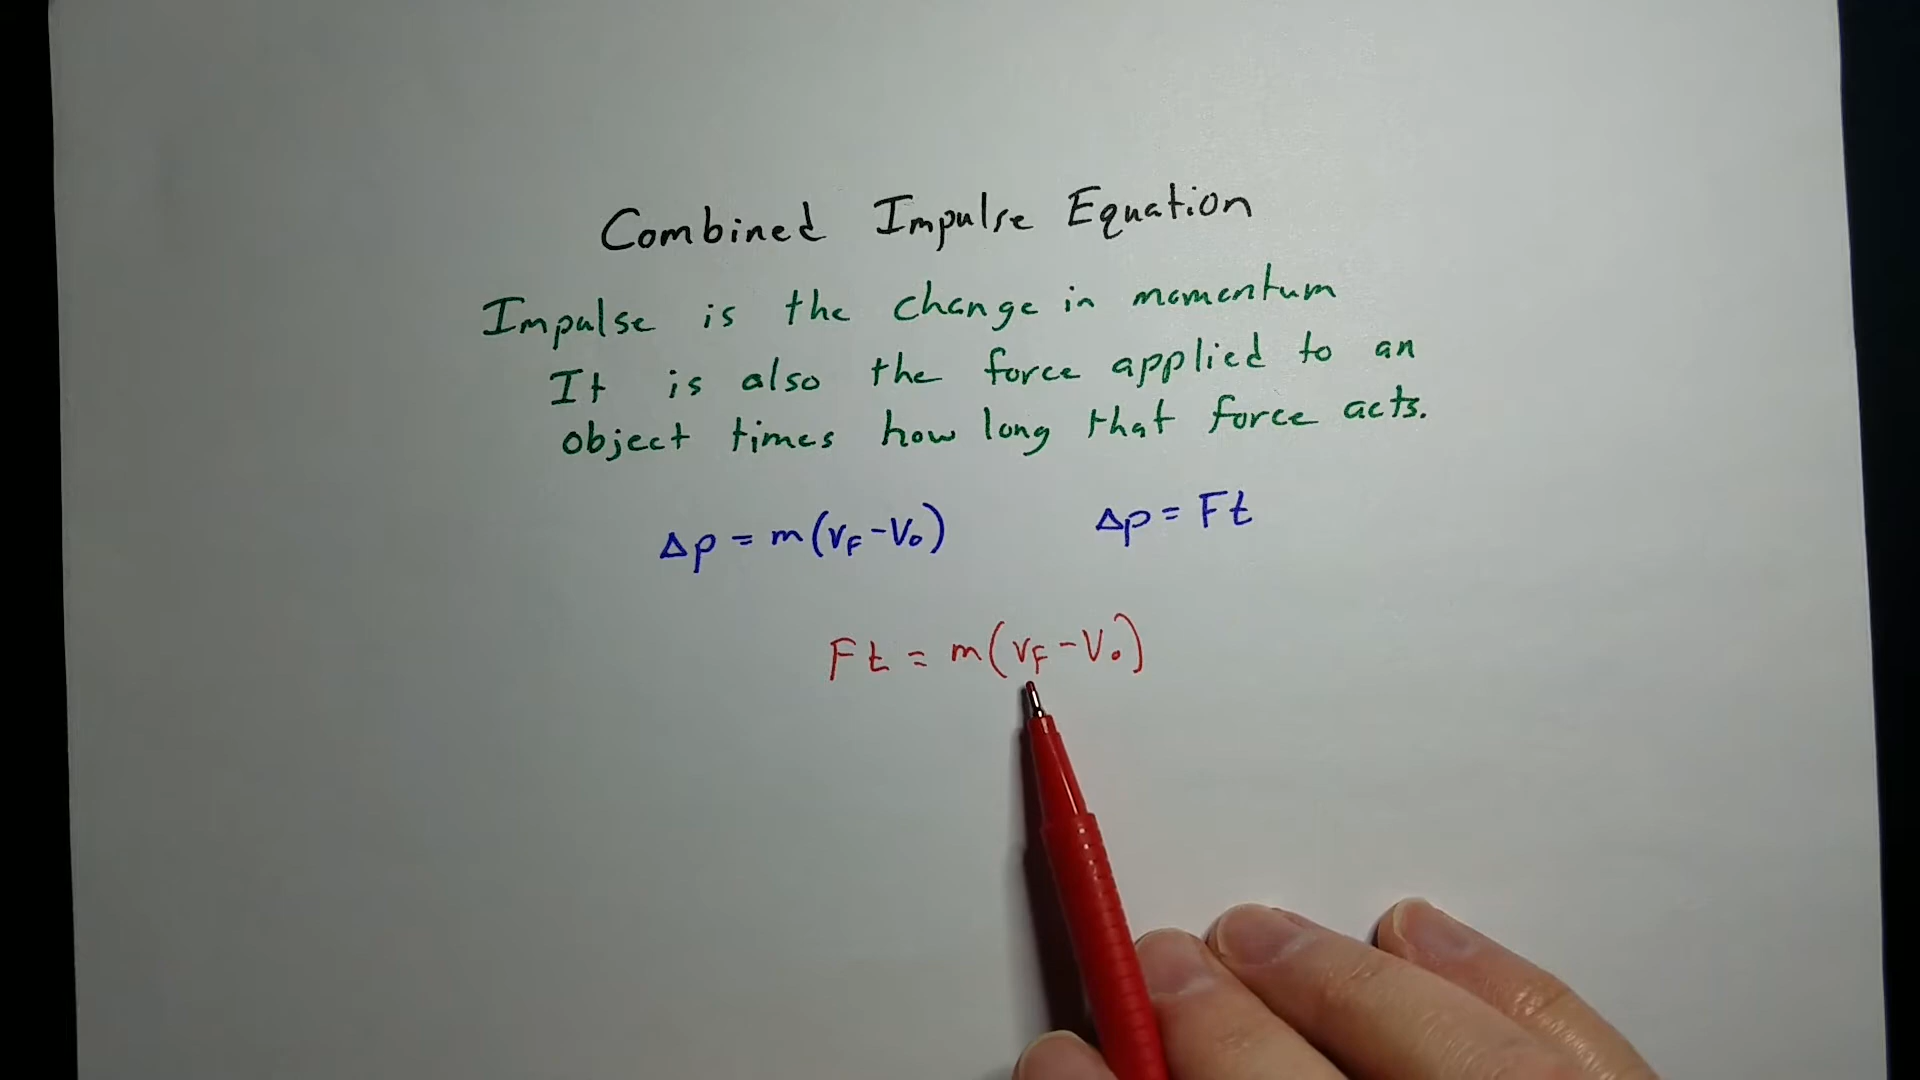 Combined Impulse Equation
Impulse is the change in momentum
It is also the force applied to an
object times how long that force acts.
Δp = m(vF - V₀) Δp = Ft
Ft = m(vF - V₀)